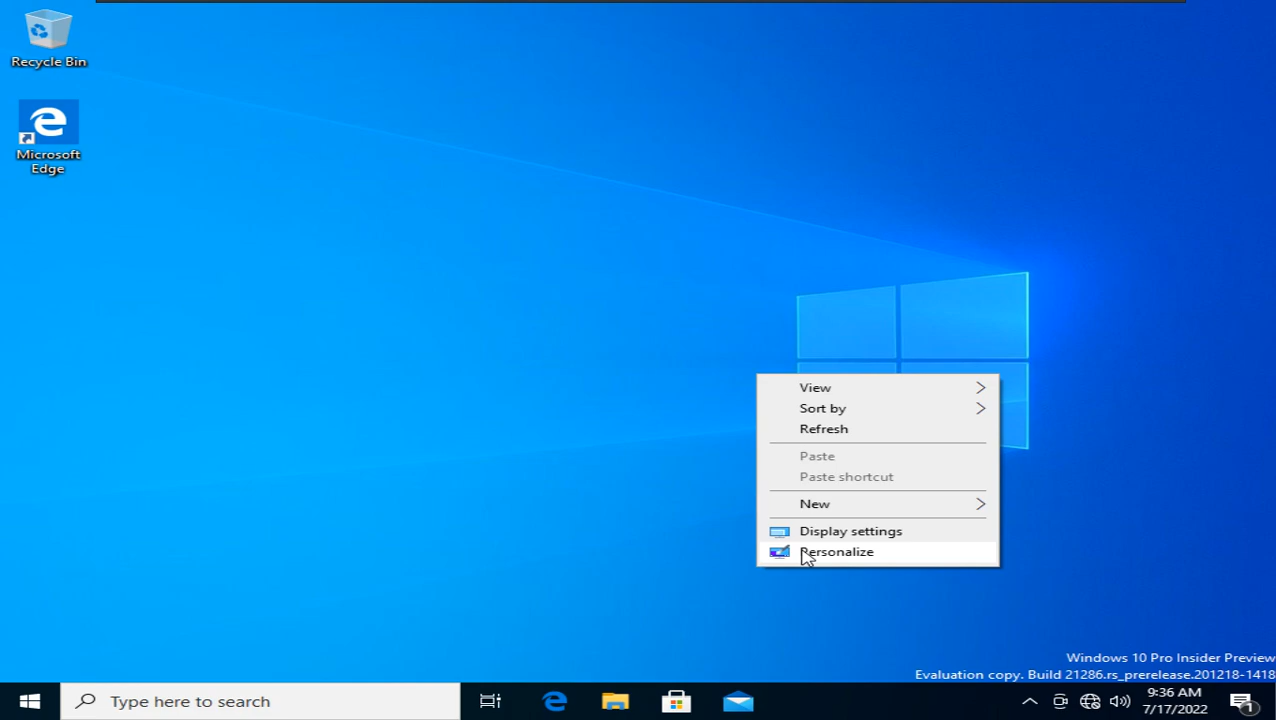 Recycle Bin
Microsoft
Edge
View
Sort by
Refresh
Paste
Paste shortcut
New
Display settings
Personalize
Windows 10 Pro Insider Preview
Evaluation copy. Build 21286.rs_prerelease.201218-1418
Type here to search
9:36 AM
7/17/2022
1